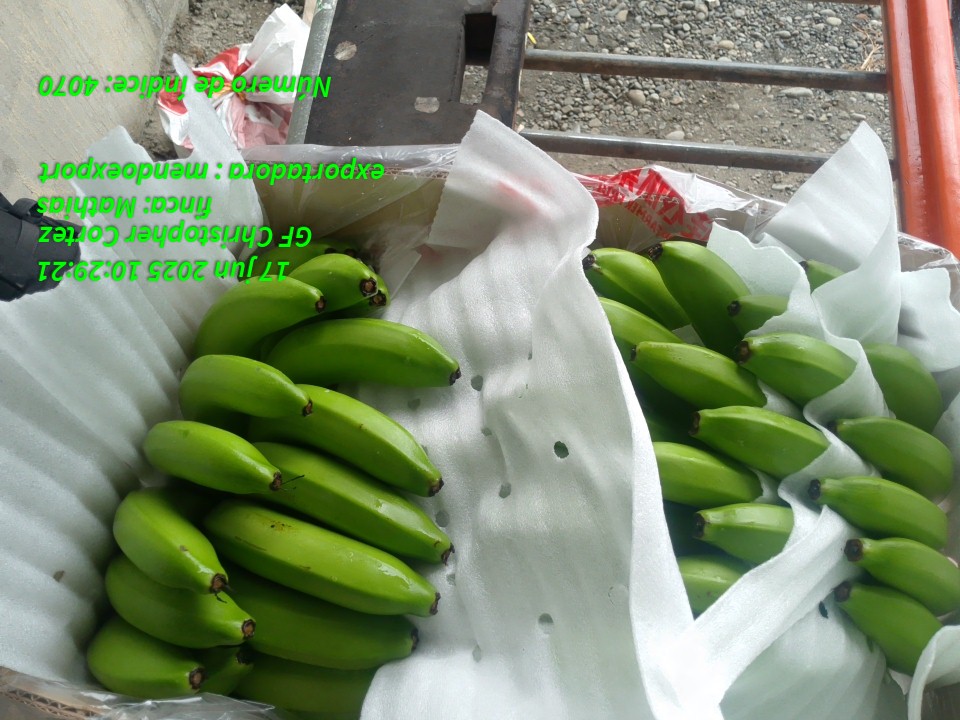 17 jun 2025 10:29:21
GF Christopher Cortez
finca: Mathias
exportadora : mendoexport
Número de índice: 4070